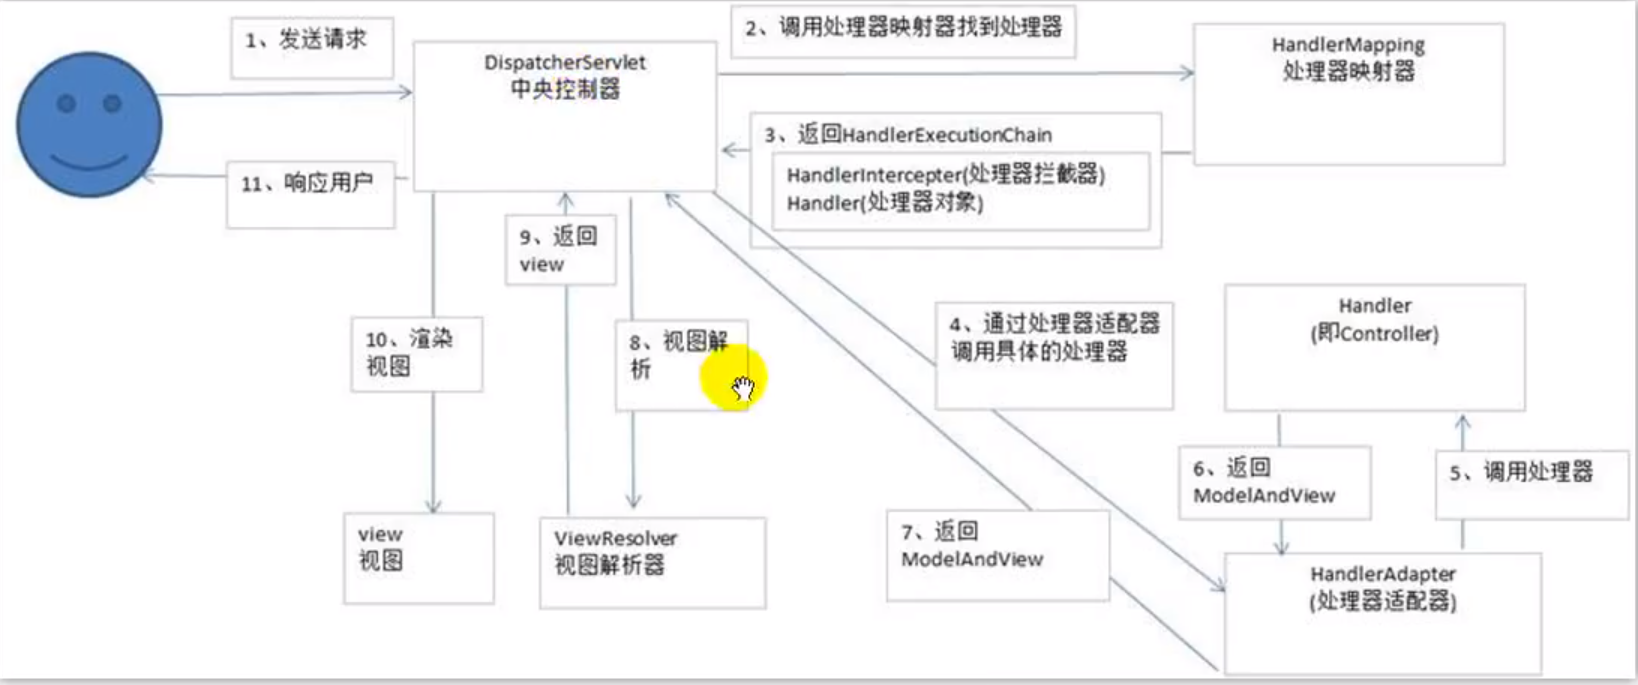 1、发送请求
DispatcherServlet
中央控制器
2、调用处理器映射器找到处理器
HandlerMapping
处理器映射器
3、返回HandlerExecutionChain
HandlerIntercepter(处理器拦截器)
Handler(处理器对象)
11、响应用户
9、返回
view
10、渲染
视图
8、视图解
析
4、通过处理器适配器
调用具体的处理器
Handler
(即Controller)
6、返回
ModelAndView
5、调用处理器
7、返回
ModelAndView
view
视图
ViewResolver
视图解析器
HandlerAdapter
(处理器适配器)